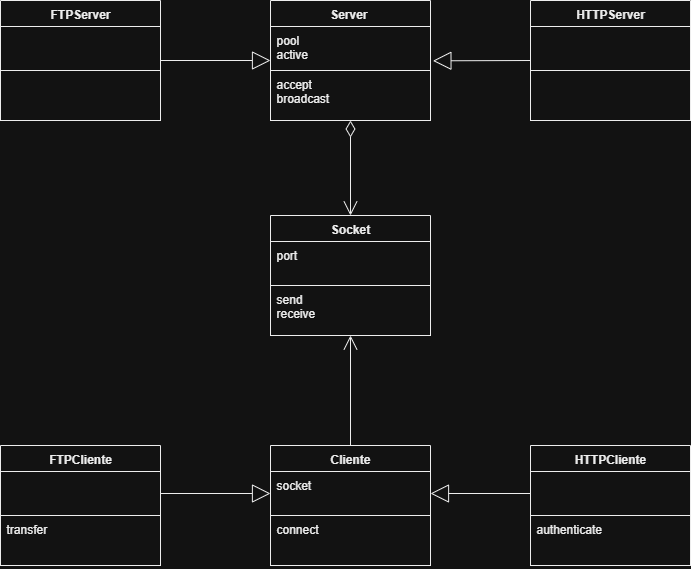 FTPServer
Server
pool
active
accept
broadcast
HTTPServer
Socket
port
send
receive
FTPCliente
transfer
Cliente
socket
connect
HTTPCliente
authenticate